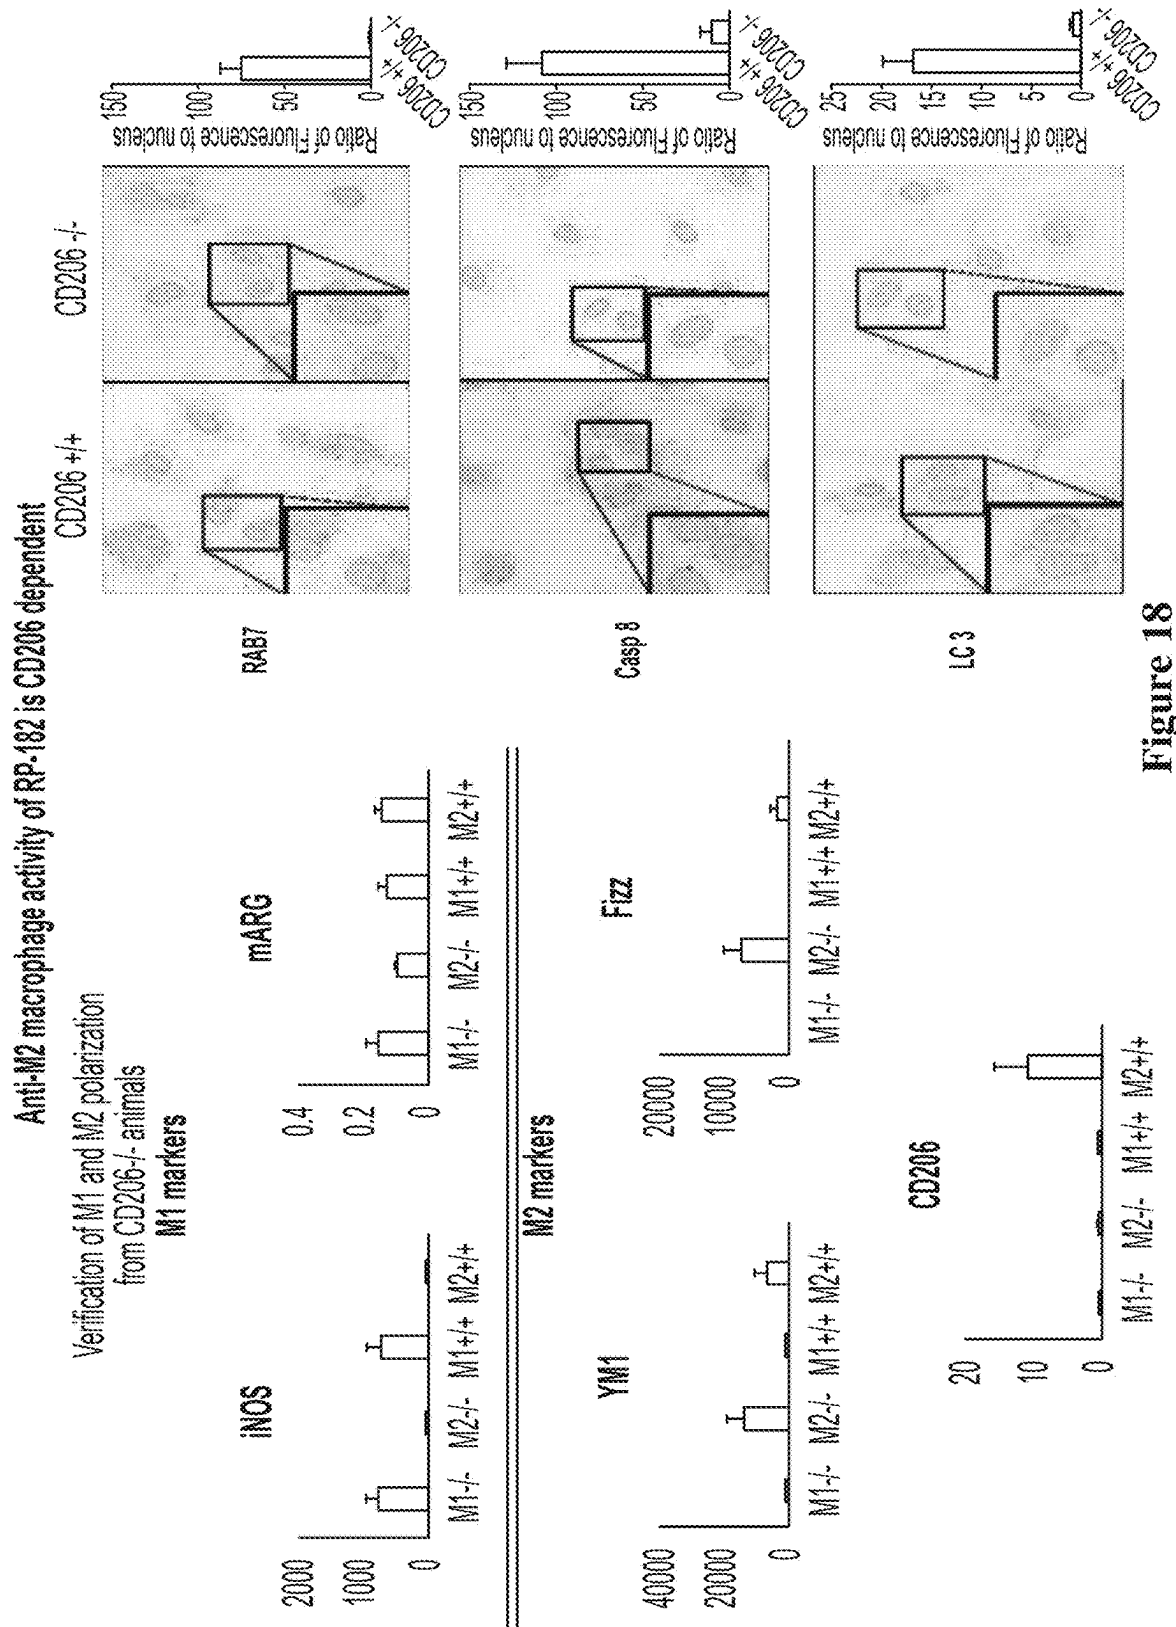 Anti-M2 macrophage activity of RP-182 is CD206 dependent
Verification of M1 and M2 polarization
from CD206-/- animals
M1 markers
iNOS
2000
1000
0
M1-/- M2-/- M1+/+ M2+/+
mARG
0.4
0.2
0
M1-/- M2-/- M1+/+ M2+/+
M2 markers
YM1
40000
20000
0
M1-/- M2-/- M1+/+ M2+/+
Fizz
20000
10000
0
M1-/- M2-/- M1+/+ M2+/+
CD206
20
10
0
M1-/- M2-/- M1+/+ M2+/+
CD206 +/+
CD206 -/-
RAB7
Ratio of Fluorescence to nucleus
150
100
50
0
CD206 +/+
CD206 -/-
Casp 8
Ratio of Fluorescence to nucleus
150
100
50
0
CD206 +/+
CD206 -/-
LC 3
Ratio of Fluorescence to nucleus
25
20
15
10
5
0
CD206 +/+
CD206 -/-
Figure 18